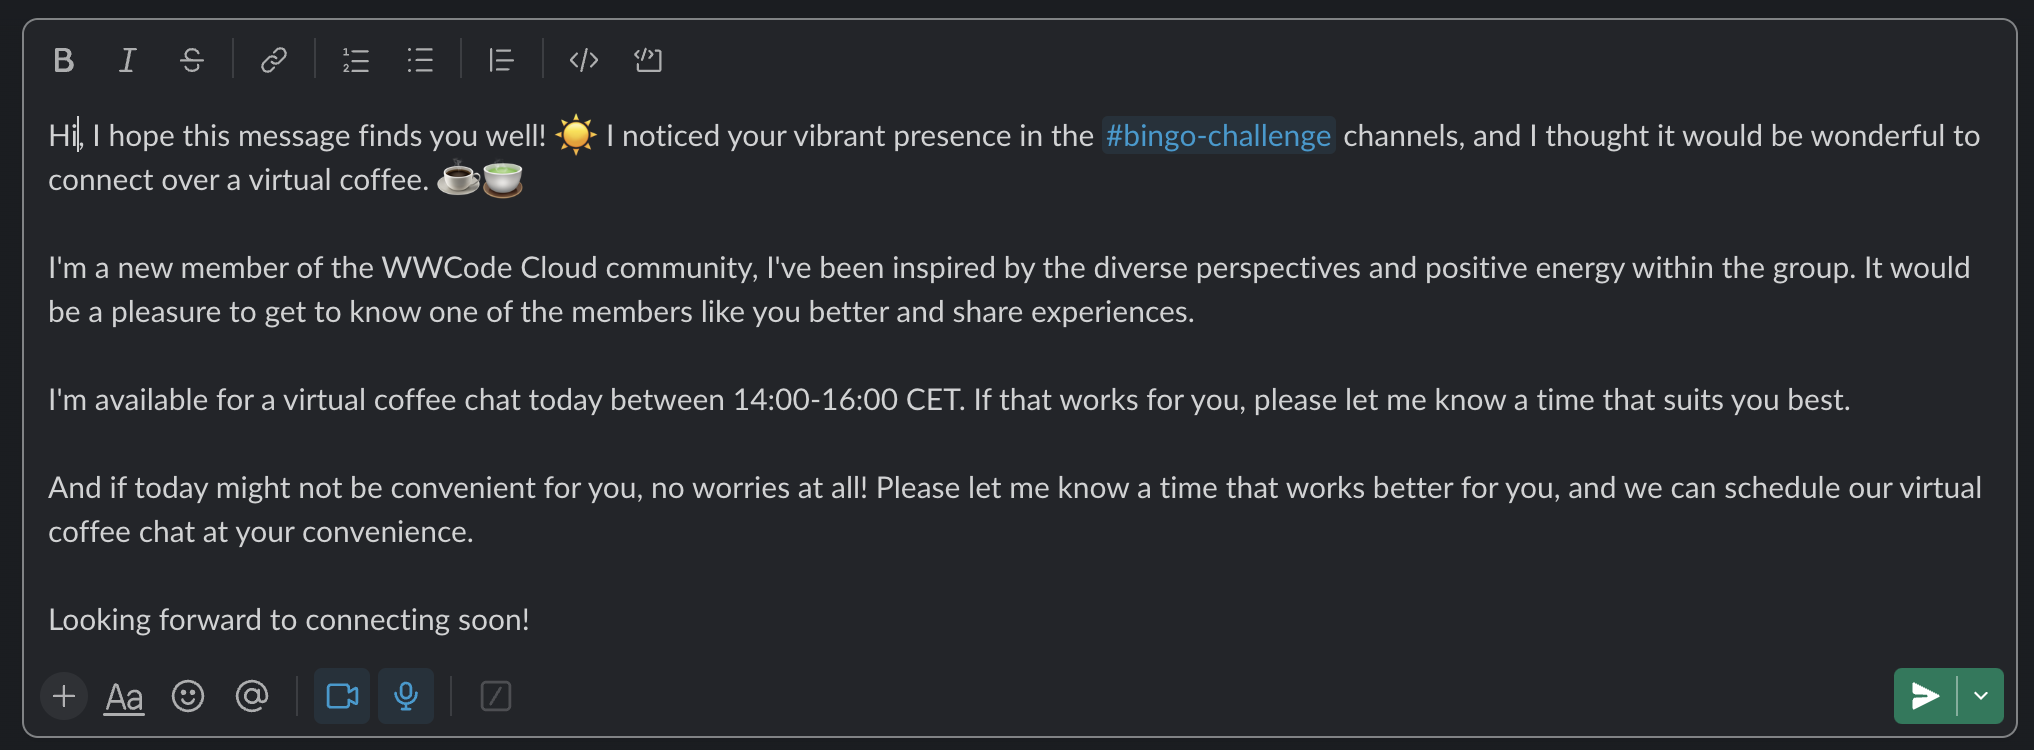 B I S
Hi, I hope this message finds you well! ☀️ I noticed your vibrant presence in the #bingo-challenge channels, and I thought it would be wonderful to
connect over a virtual coffee. ☕🍵
I'm a new member of the WWCode Cloud community, I've been inspired by the diverse perspectives and positive energy within the group. It would
be a pleasure to get to know one of the members like you better and share experiences.
I'm available for a virtual coffee chat today between 14:00-16:00 CET. If that works for you, please let me know a time that suits you best.
And if today might not be convenient for you, no worries at all! Please let me know a time that works better for you, and we can schedule our virtual
coffee chat at your convenience.
Looking forward to connecting soon!
+ Aa @